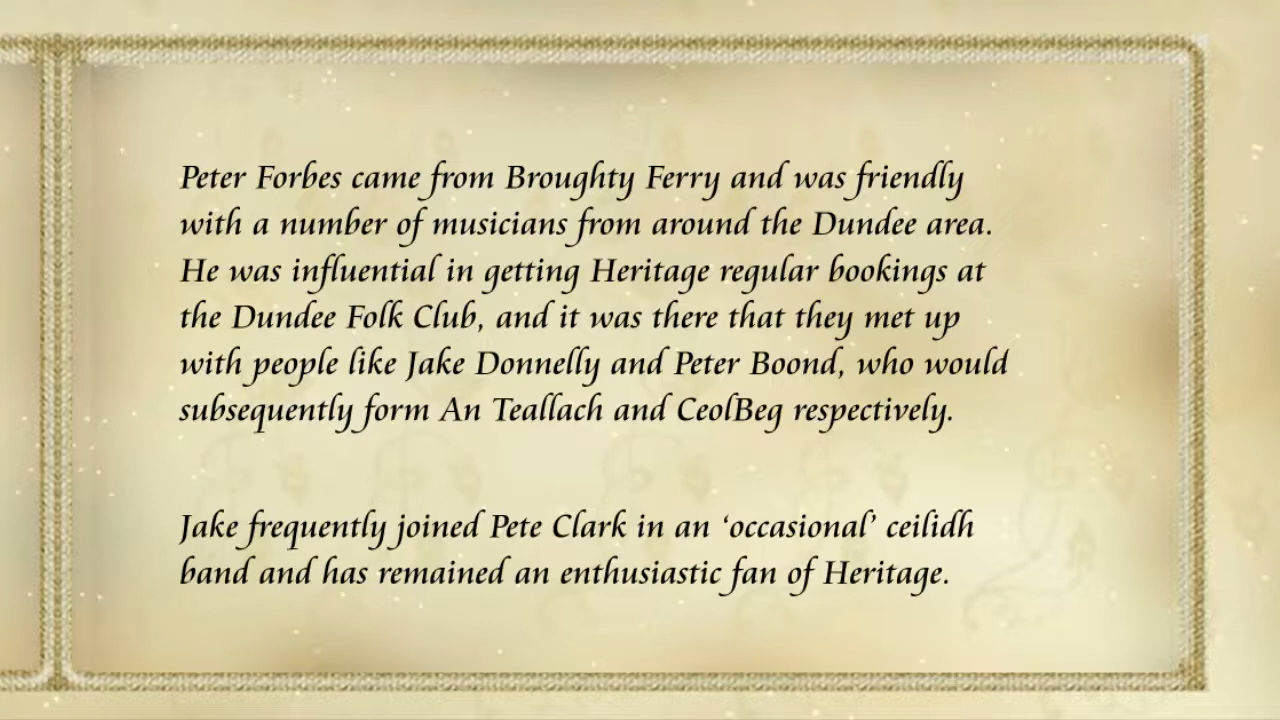 Peter Forbes came from Broughty Ferry and was friendly
with a number of musicians from around the Dundee area.
He was influential in getting Heritage regular bookings at
the Dundee Folk Club, and it was there that they met up
with people like Jake Donnelly and Peter Boond, who would
subsequently form An Teallach and CeolBeg respectively.
Jake frequently joined Pete Clark in an ‘occasional’ ceilidh
band and has remained an enthusiastic fan of Heritage.